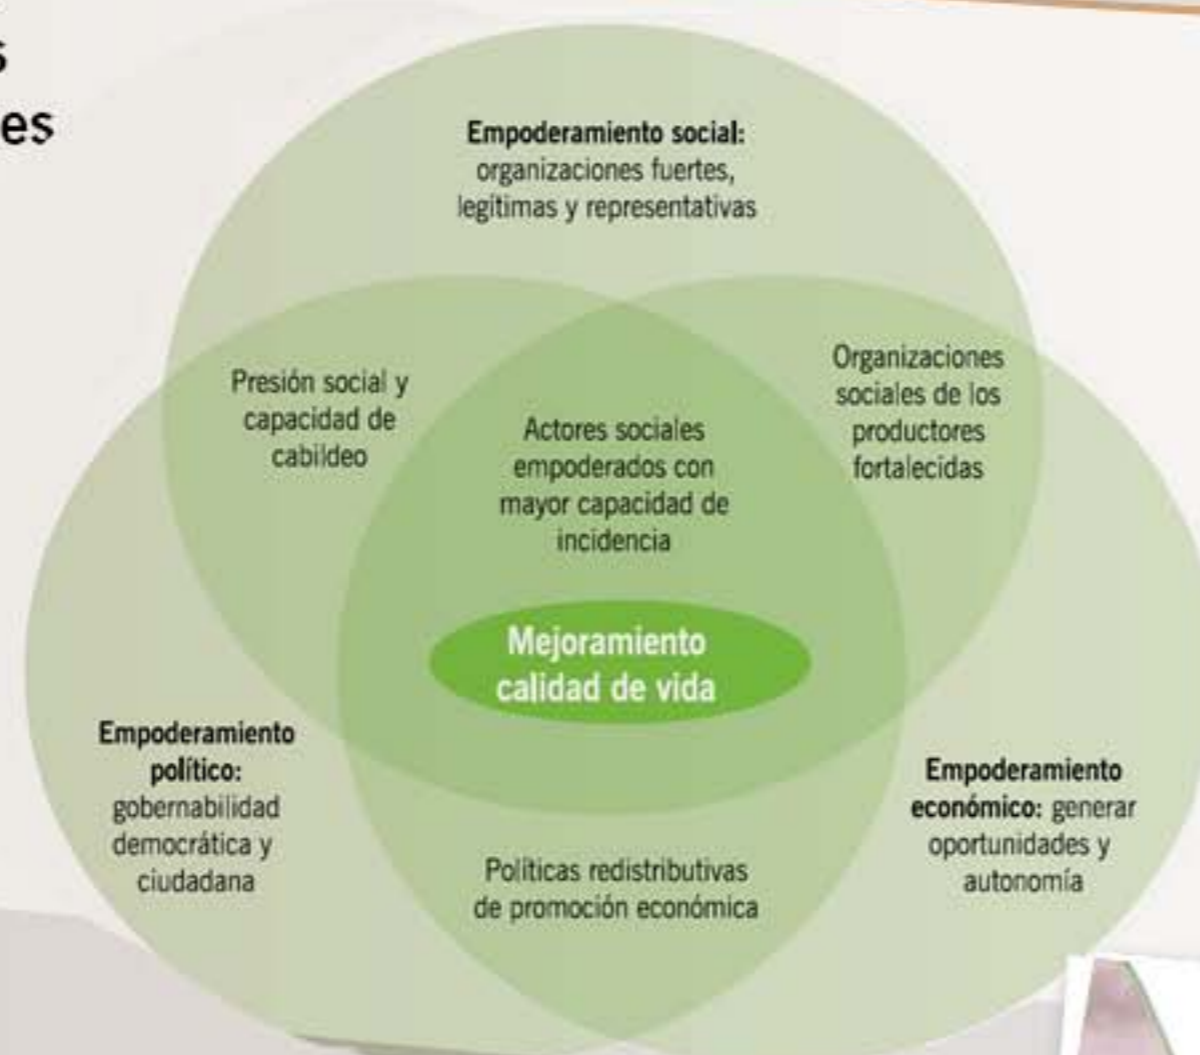 s
es
Empoderamiento social:
organizaciones fuertes,
legítimas y representativas
Presión social y
capacidad de
cabildeo
Organizaciones
sociales de los
productores
fortalecidas
Actores sociales
empoderados con
mayor capacidad de
incidencia
Mejoramiento
calidad de vida
Empoderamiento
político:
gobernabilidad
democrática y
ciudadana
Empoderamiento
económico: generar
oportunidades y
autonomía
Políticas redistributivas
de promoción económica